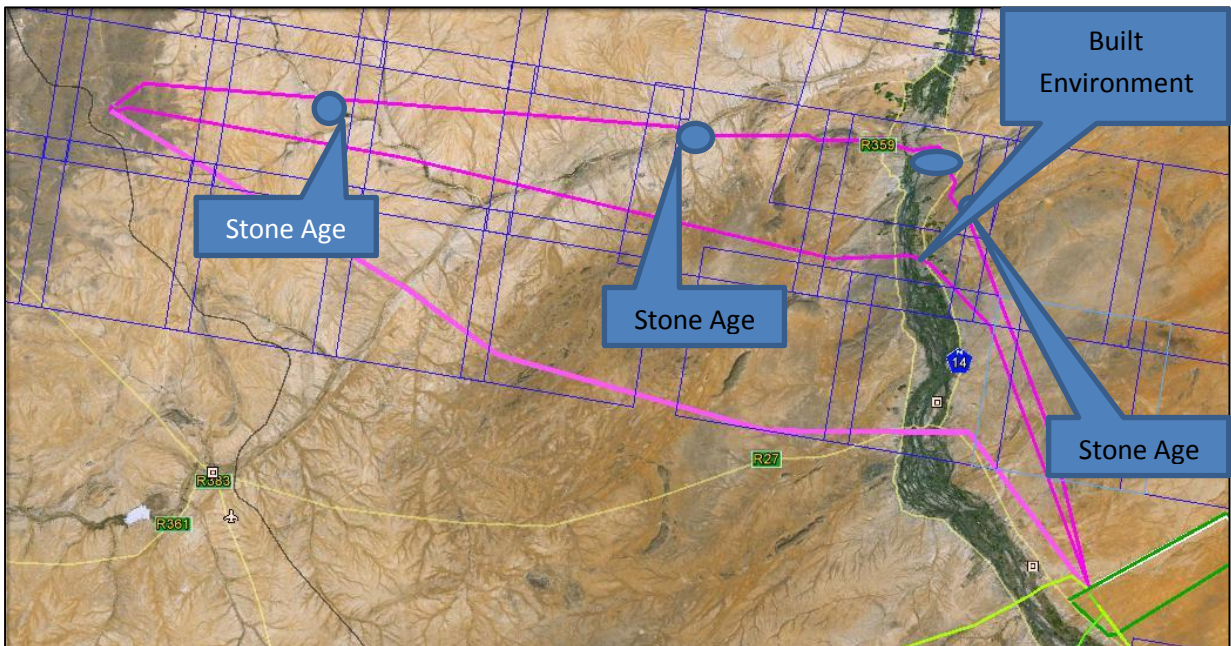 Built
Environment
R359
Stone Age
Stone Age
N
14
Stone Age
R27
R383
R361